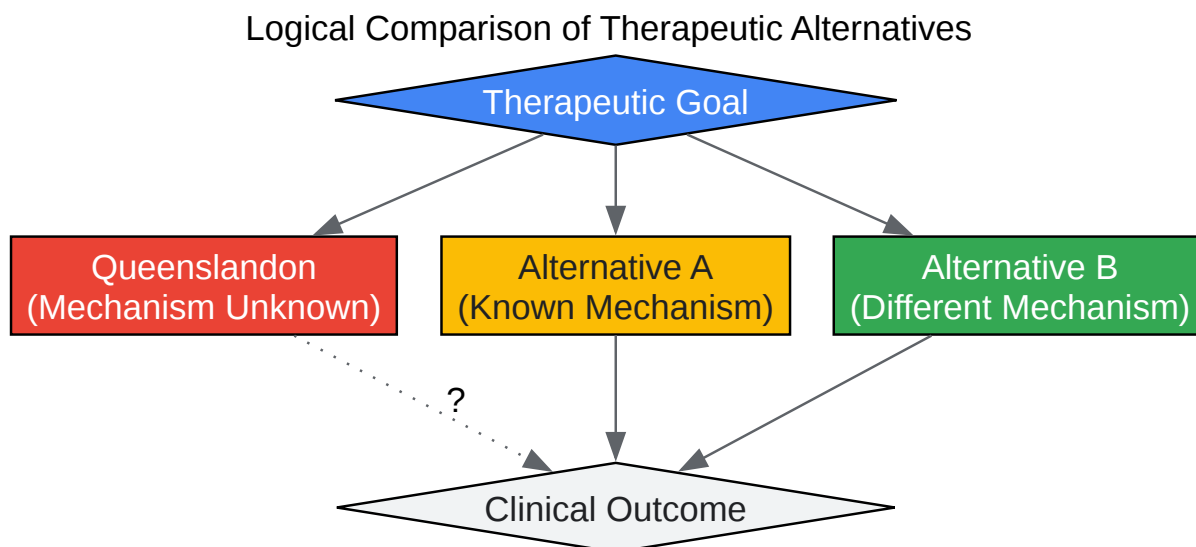 Logical Comparison of Therapeutic Alternatives
Therapeutic Goal
Queenslandon
(Mechanism Unknown)
Alternative A
(Known Mechanism)
Alternative B
(Different Mechanism)
?
Clinical Outcome